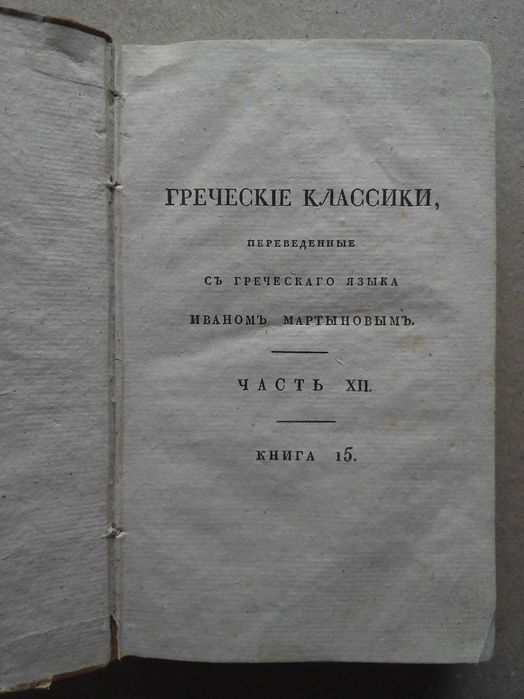 ГРЕЧЕСКІЕ КЛАССИКИ,
ПЕРЕВЕДЕННЫЕ
СЪ ГРЕЧЕСКАГО ЯЗЫКА
ИВАНОМЪ МАРТЫНОВЫМЪ.
ЧАСТЬ XII.
КНИГА 15.